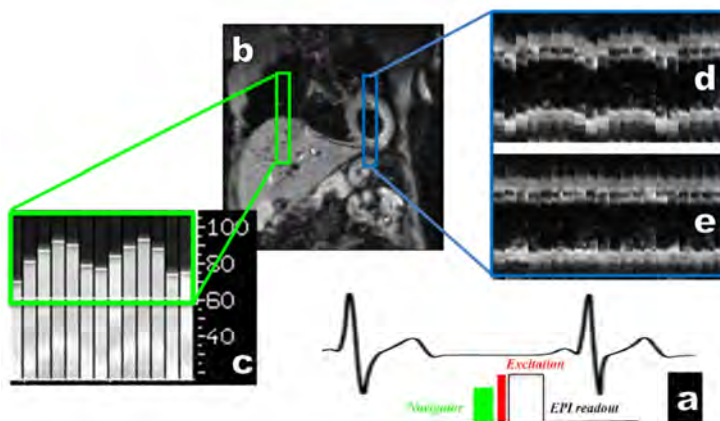 b
d
e
100
80
60
40
c
Excitation
Navigator
EPI readout
a